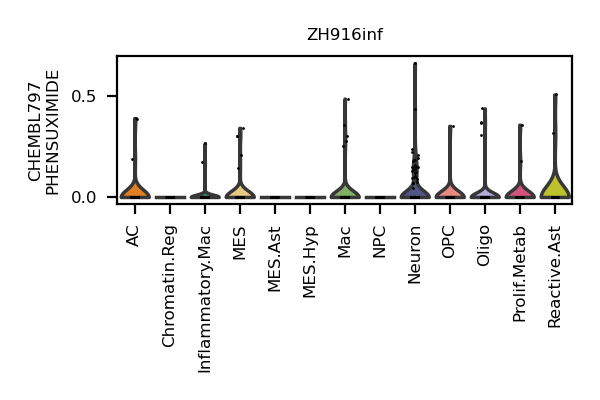 ZH916inf
CHEMBL797
PHENSUXIMIDE
0.5
0.0
AC
Chromatin.Reg
Inflammatory.Mac
MES
MES.Ast
MES.Hyp
Mac
NPC
Neuron
OPC
Oligo
Prolif.Metab
Reactive.Ast